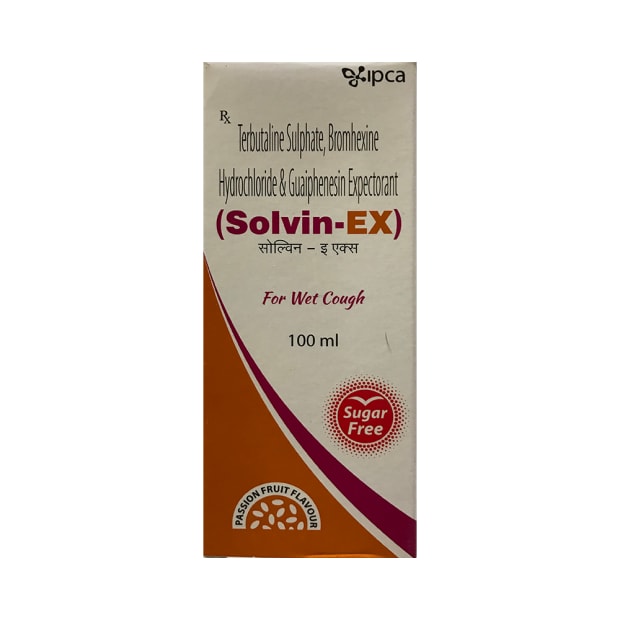 ipca
Rx
Terbutaline Sulphate, Bromhexine
Hydrochloride & Guaiphenesin Expectorant
(Solvin-EX)
सोल्विन – इ एक्स
For Wet Cough
100 ml
Sugar
Free
PASSION FRUIT FLAVOUR